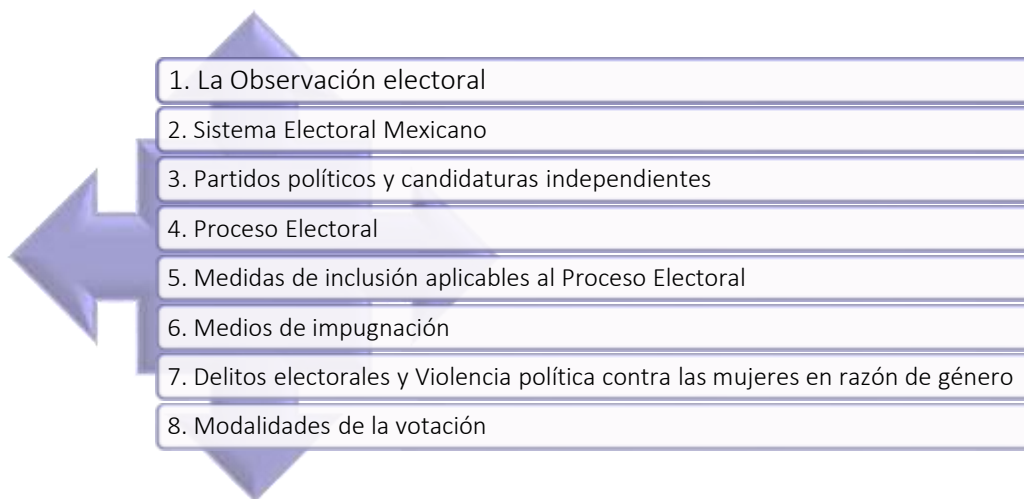 1. La Observación electoral
2. Sistema Electoral Mexicano
3. Partidos políticos y candidaturas independientes
4. Proceso Electoral
5. Medidas de inclusión aplicables al Proceso Electoral
6. Medios de impugnación
7. Delitos electorales y Violencia política contra las mujeres en razón de género
8. Modalidades de la votación